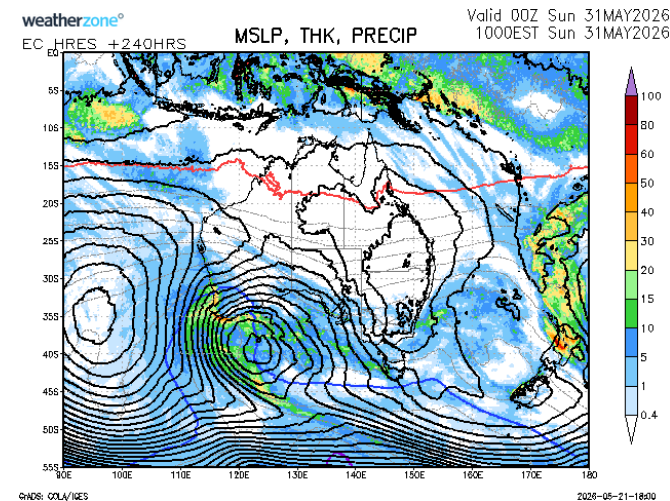 weatherzone°
Valid 00Z Sun 31MAY2026
EC HRES +240HRS
MSLP, THK, PRECIP
1000EST Sun 31MAY2026
EQ
5S
10S
15S
20S
25S
30S
35S
40S
45S
50S
55S
90E
100E
110E
120E
130E
140E
150E
160E
170E
180
100
80
60
50
40
30
20
15
10
5
1
0.4
GrADS: COLA/IGES
2026-05-21-18:00